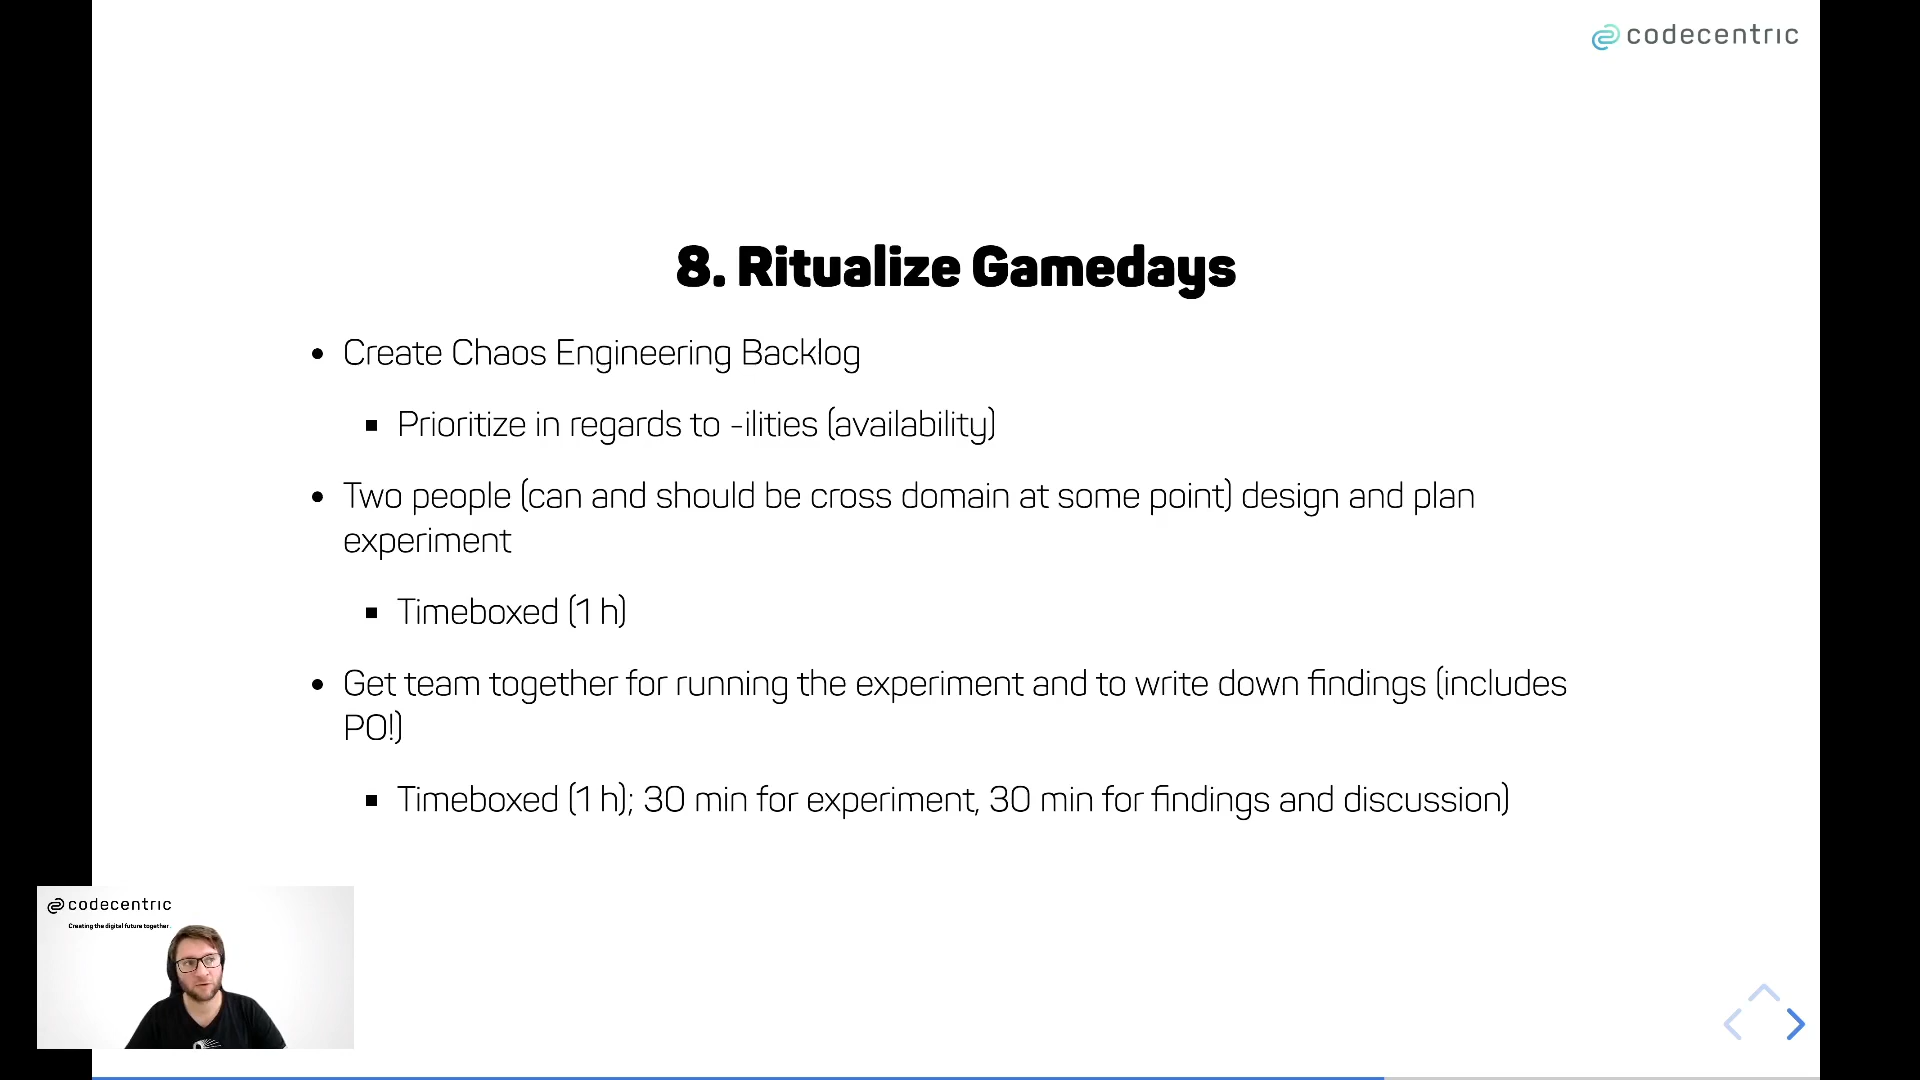 codecentric
8. Ritualize Gamedays
• Create Chaos Engineering Backlog
▪ Prioritize in regards to -ilities (availability)
• Two people (can and should be cross domain at some point) design and plan
experiment
▪ Timeboxed (1 h)
• Get team together for running the experiment and to write down findings (includes
PO!)
▪ Timeboxed (1 h); 30 min for experiment, 30 min for findings and discussion)
codecentric
Creating the digital future together.